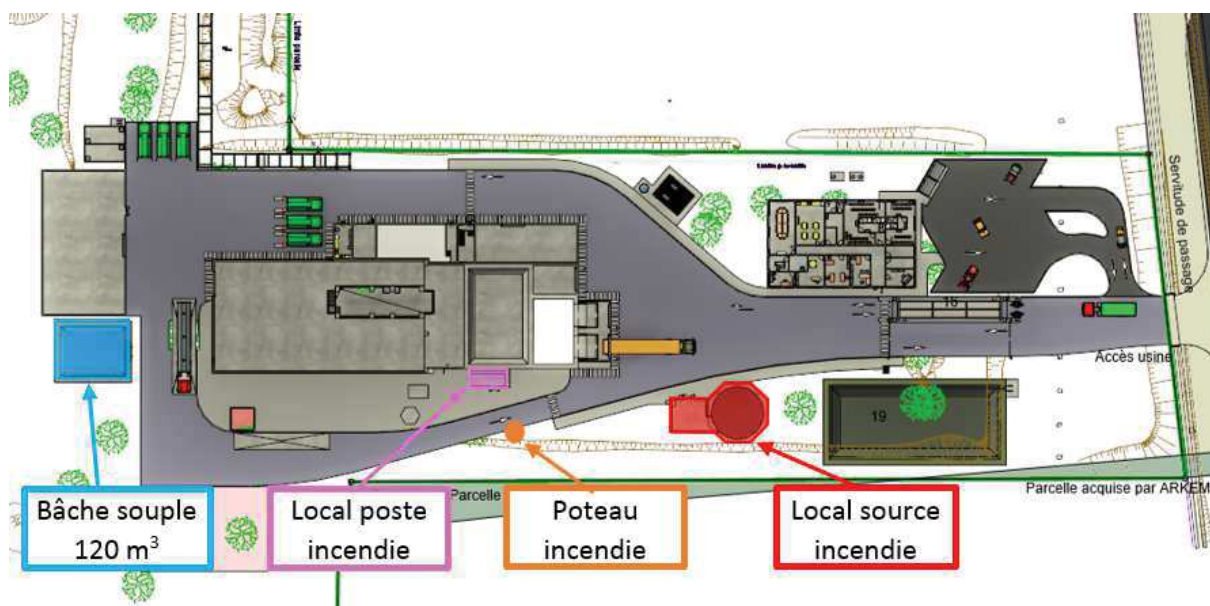 Limite parcelle
Servitude de passage
16
Accès usine
19
Parcelle
Parcelle acquise par ARKEM
Bâche souple
120 m³
Local poste
incendie
Poteau
incendie
Local source
incendie